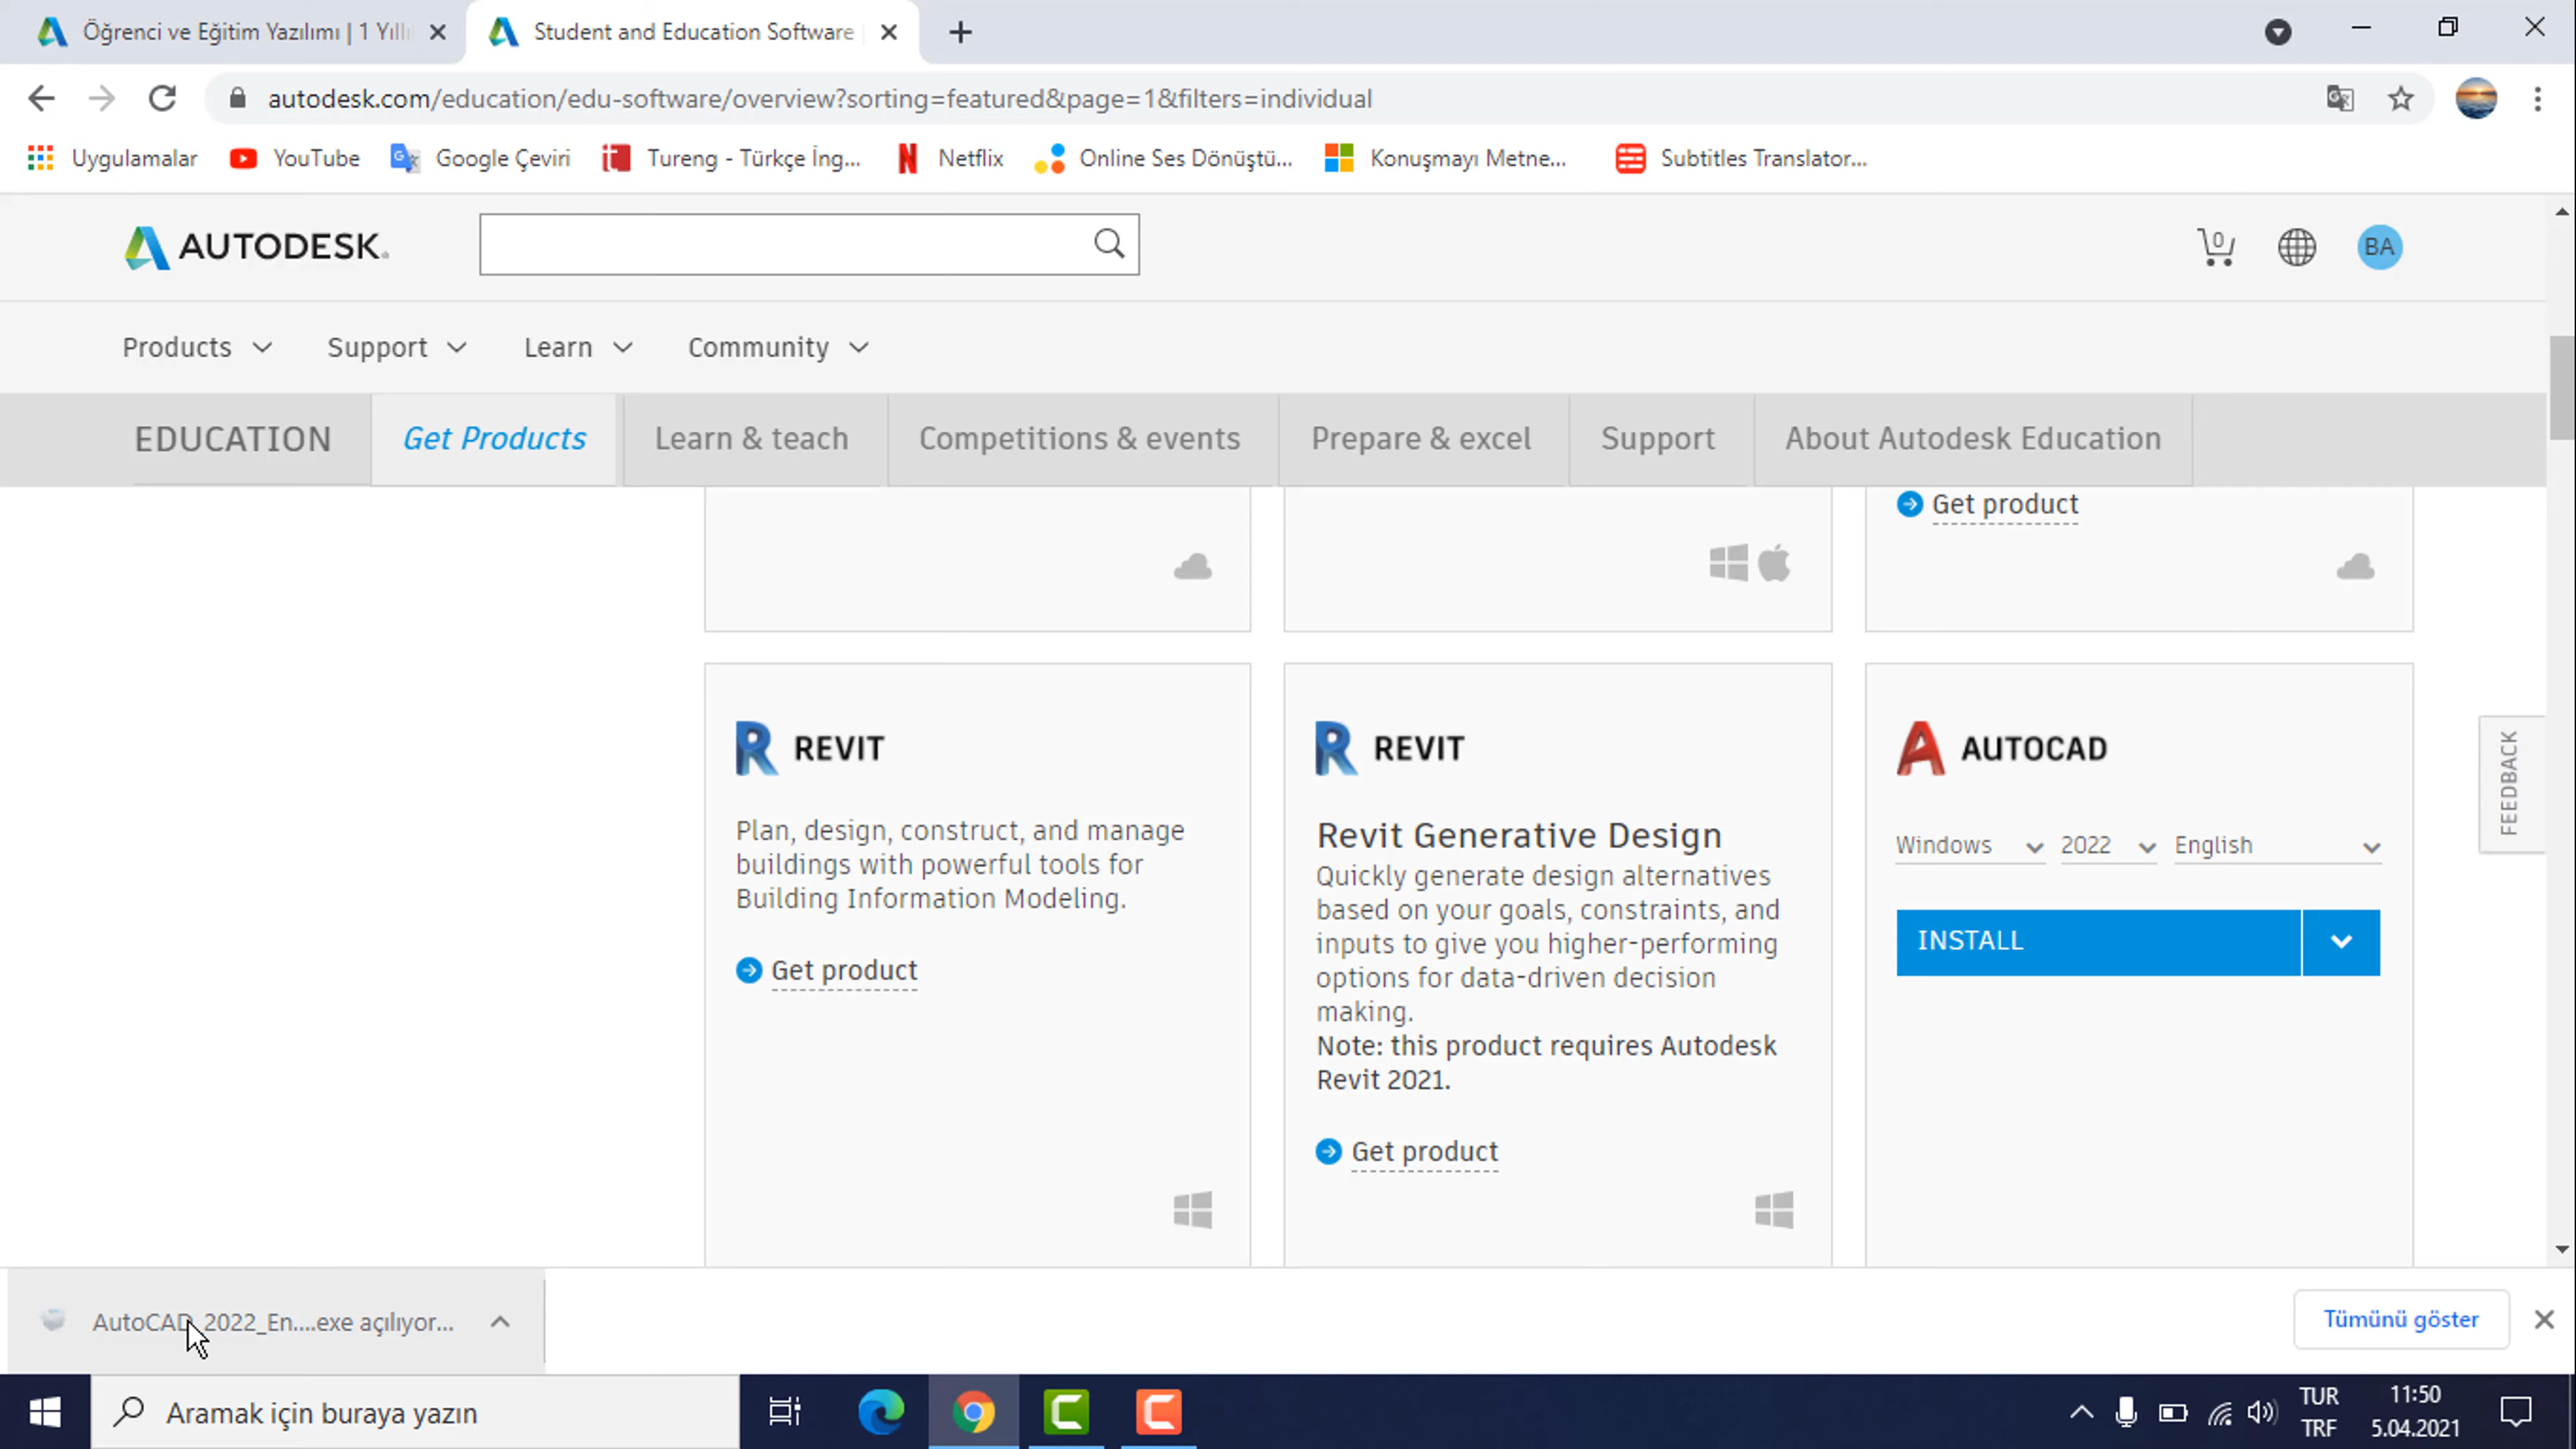 Öğrenci ve Eğitim Yazılımı | 1 Yıllı
Student and Education Software |
autodesk.com/education/edu-software/overview?sorting=featured&page=1&filters=individual
Uygulamalar
YouTube
Google Çeviri
Tureng - Türkçe İng...
Netflix
Online Ses Dönüştü...
Konuşmayı Metne...
Subtitles Translator...
AUTODESK.
0
BA
Products
Support
Learn
Community
EDUCATION
Get Products
Learn & teach
Competitions & events
Prepare & excel
Support
About Autodesk Education
Get product
REVIT
Plan, design, construct, and manage
buildings with powerful tools for
Building Information Modeling.
Get product
REVIT
Revit Generative Design
Quickly generate design alternatives
based on your goals, constraints, and
inputs to give you higher-performing
options for data-driven decision
making.
Note: this product requires Autodesk
Revit 2021.
Get product
AUTOCAD
Windows
2022
English
INSTALL
FEEDBACK
AutoCAD_2022_En....exe açılıyor...
Tümünü göster
Aramak için buraya yazın
TUR
TRF
11:50
5.04.2021